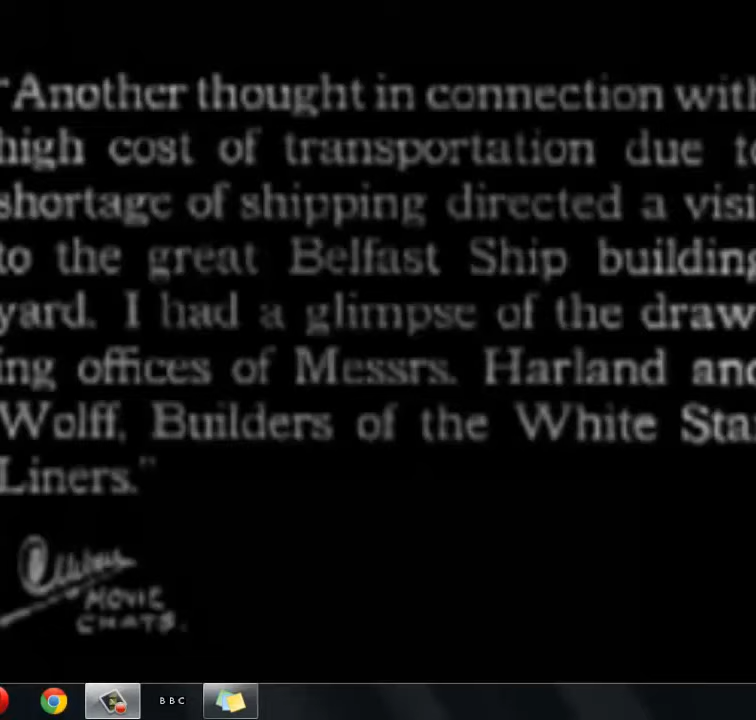 "Another thought in connection with
high cost of transportation due to
shortage of shipping directed a visi
to the great Belfast Ship building
yard. I had a glimpse of the draw-
ing offices of Messrs. Harland and
Wolff, Builders of the White Sta
Liners."
MOVIE
CHATS.
BBC